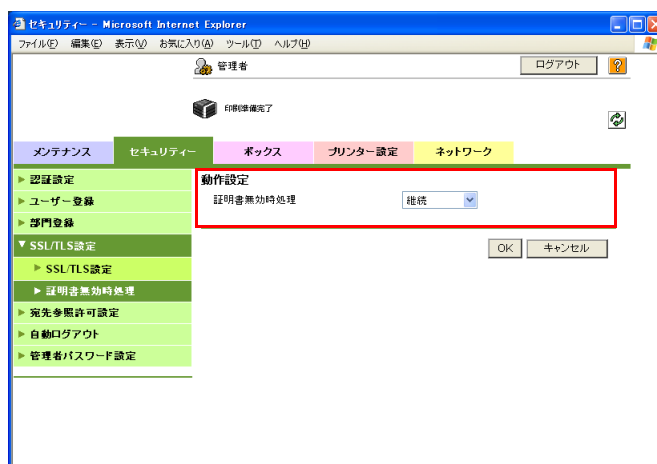 セキュリティー - Microsoft Internet Explorer
ファイル(F) 編集(E) 表示(V) お気に入り(A) ツール(T) ヘルプ(H)
管理者
ログアウト
?
印刷準備完了
メンテナンス セキュリティー ボックス プリンター設定 ネットワーク
認証設定
ユーザー登録
部門登録
SSL/TLS設定
SSL/TLS設定
証明書無効時処理
宛先参照許可設定
自動ログアウト
管理者パスワード設定
動作設定
証明書無効時処理 継続
OK キャンセル